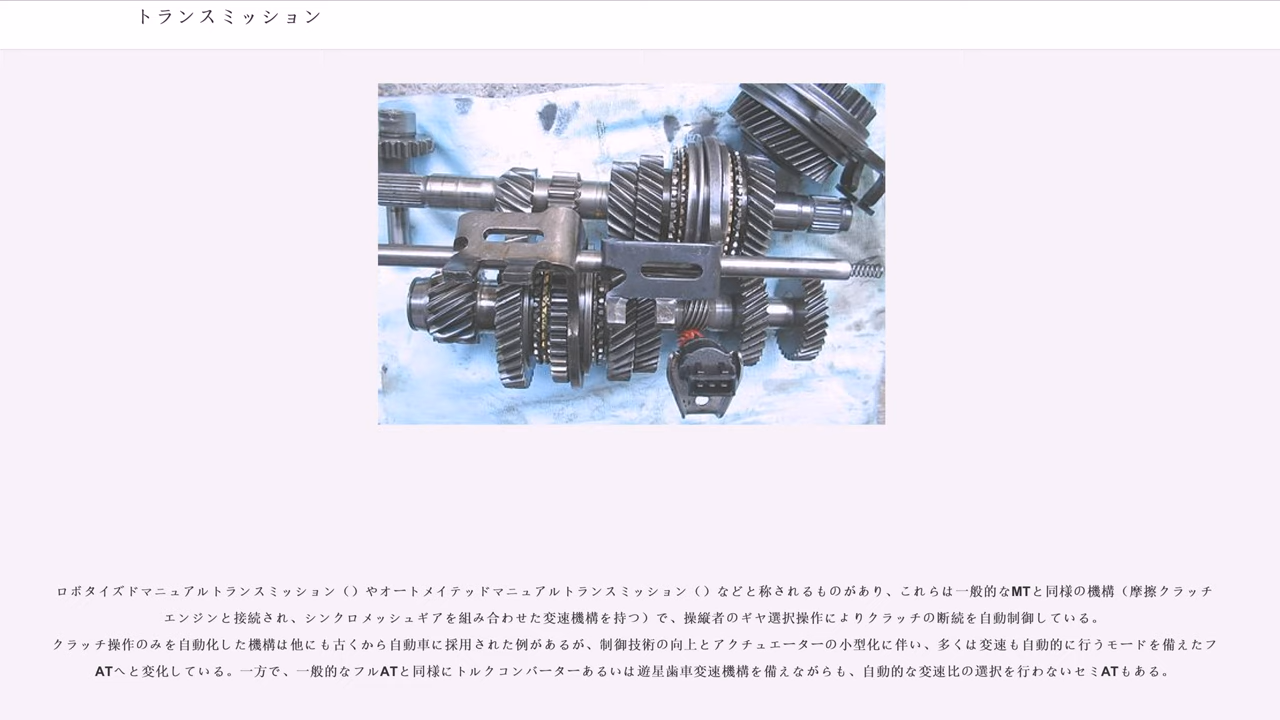 トランスミッション
ロボタイズドマニュアルトランスミッション（）やオートメイテッドマニュアルトランスミッション（）などと称されるものがあり、これらは一般的なMTと同様の機構（摩擦クラッチ
エンジンと接続され、シンクロメッシュギアを組み合わせた変速機構を持つ）で、操縦者のギヤ選択操作によりクラッチの断続を自動制御している。
クラッチ操作のみを自動化した機構は他にも古くから自動車に採用された例があるが、制御技術の向上とアクチュエーターの小型化に伴い、多くは変速も自動的に行うモードを備えたフ
ATへと変化している。一方で、一般的なフルATと同様にトルクコンバーターあるいは遊星歯車変速機構を備えながらも、自動的な変速比の選択を行わないセミATもある。